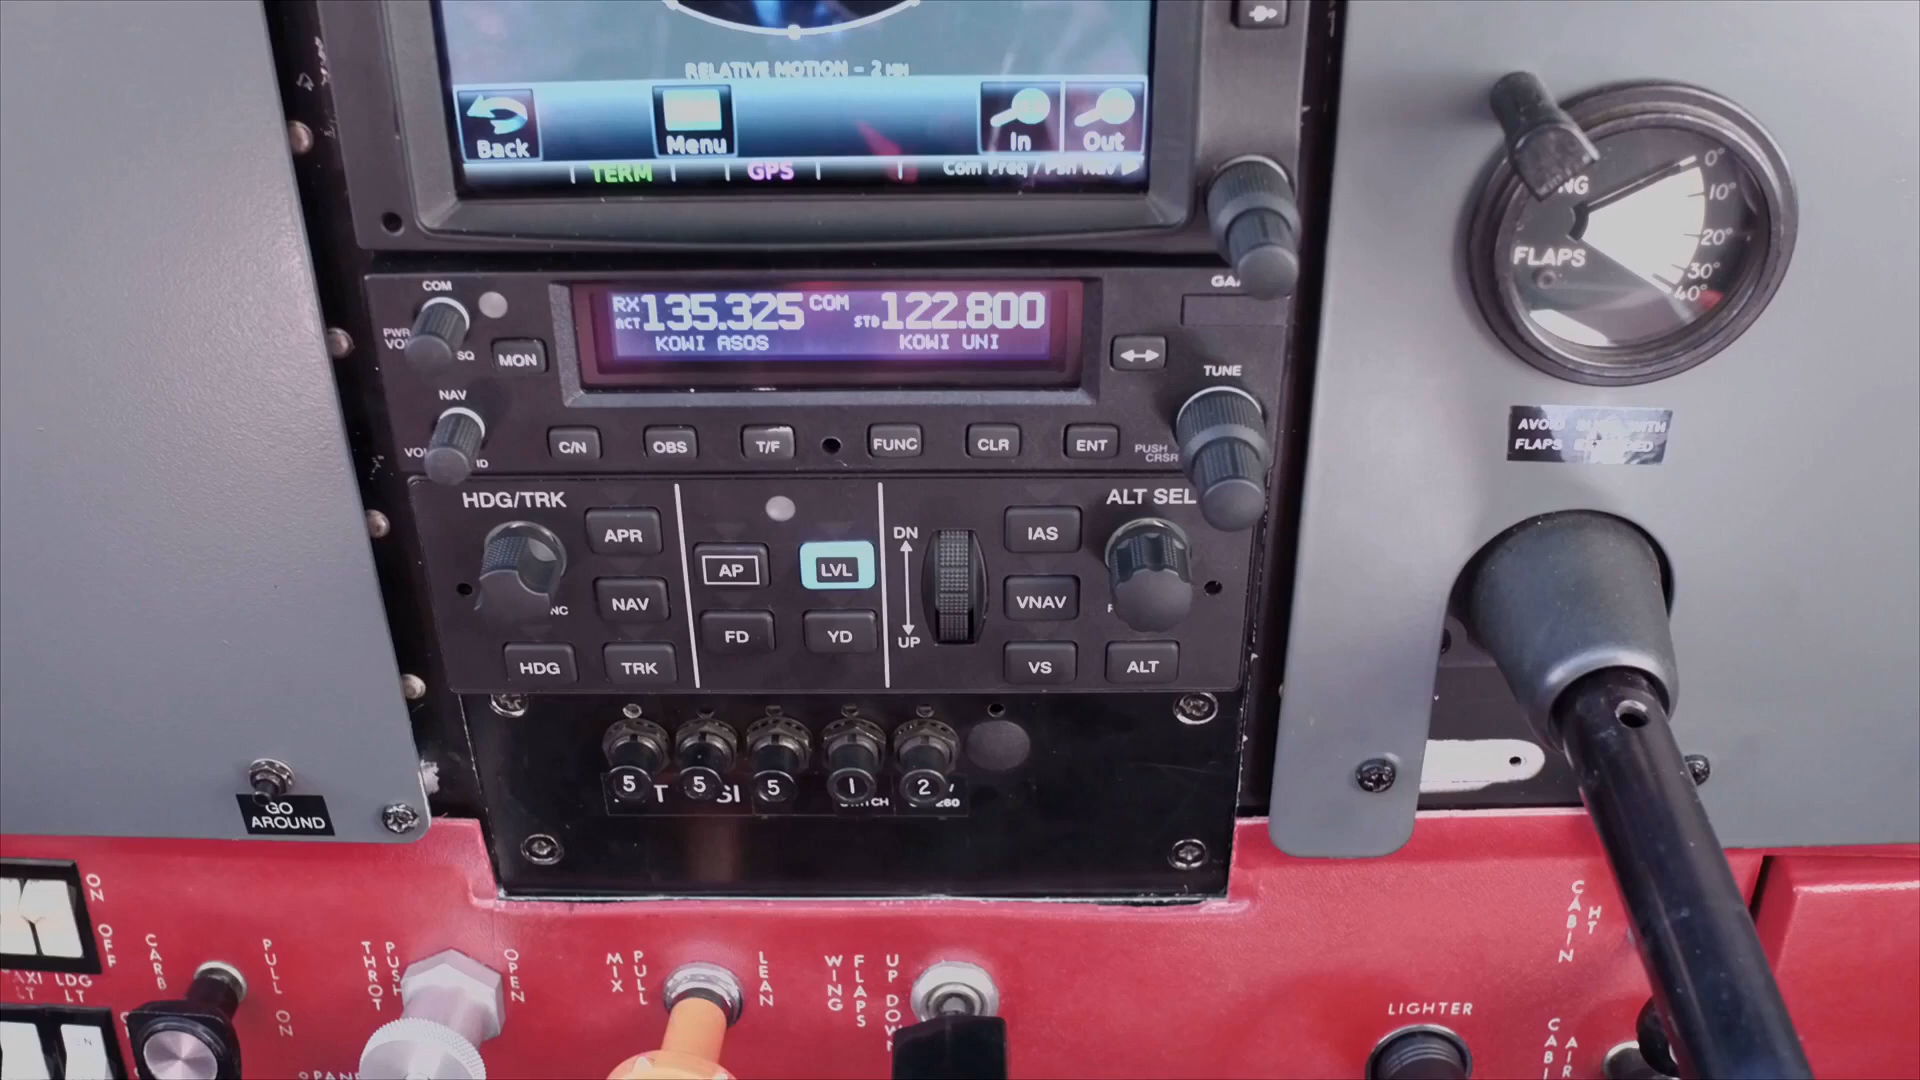 RELATIVE MOTION - 2 NM
Back
Menu
In
Out
TERM
GPS
Com Freq / Psh Nav
COM
PWR
VOL
SQ
MON
NAV
ID
RX 135.325 COM 122.800
ACT
STB
KOWI ASOS
KOWI UNI
TUNE
C/N
OBS
T/F
FUNC
CLR
ENT
PUSH
CRSR
HDG/TRK
APR
NAV
HDG
TRK
AP
LVL
FD
YD
DN
UP
IAS
VNAV
VS
ALT SEL
ALT
5
5
5
1
2
GO
AROUND
FLAPS
0°
10°
20°
30°
40°
AVOID SLIPS WITH
FLAPS EXTENDED
ON
OFF
LDG
LT
CARB
PULL ON
THROT
PUSH
OPEN
MIX
PULL
LEAN
WING
FLAPS
UP
DOWN
CABIN
HT
LIGHTER
AIR